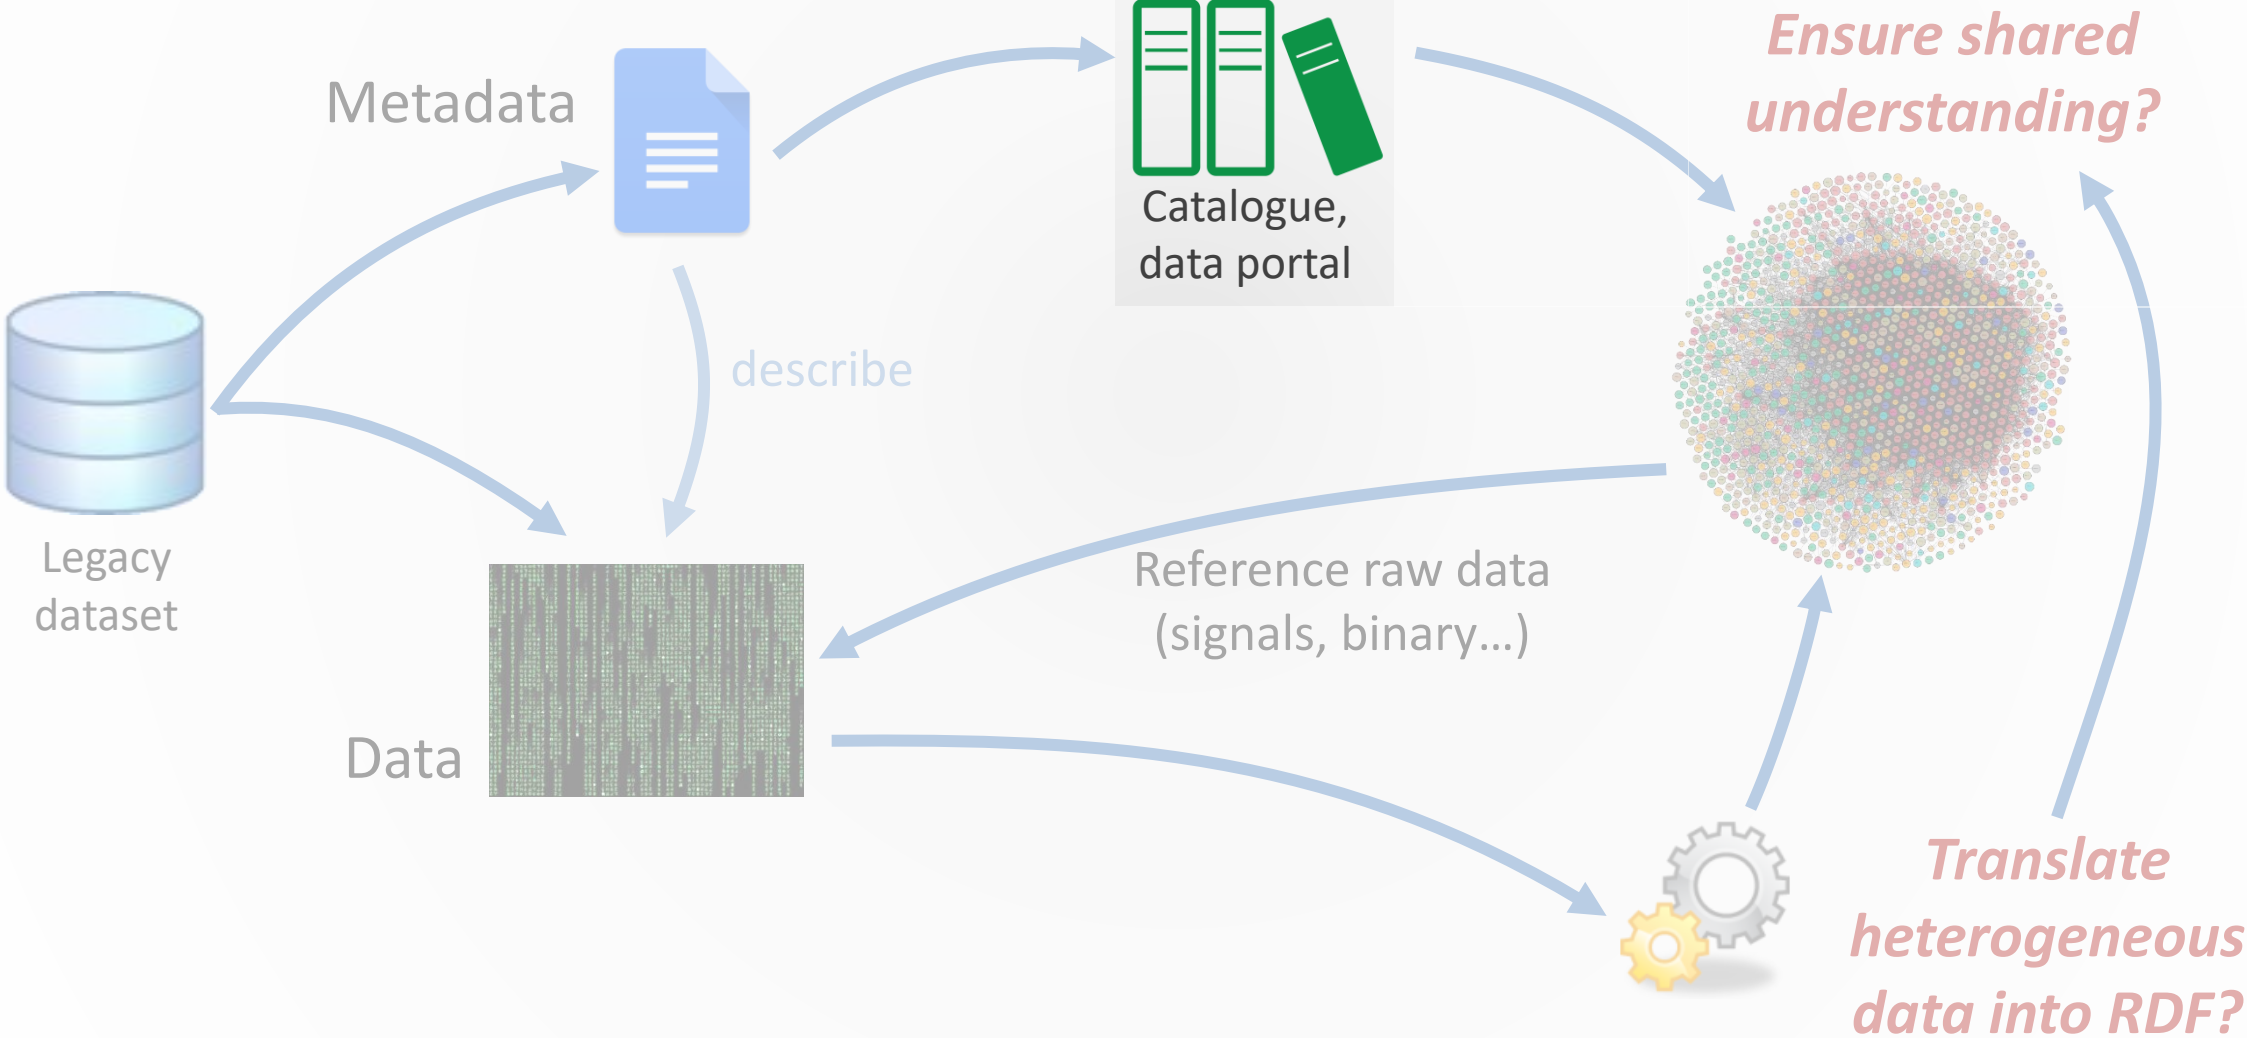 Ensure shared
understanding?
Metadata
Catalogue,
data portal
describe
Legacy
dataset
Reference raw data
(signals, binary...)
Data
Translate
heterogeneous
data into RDF?